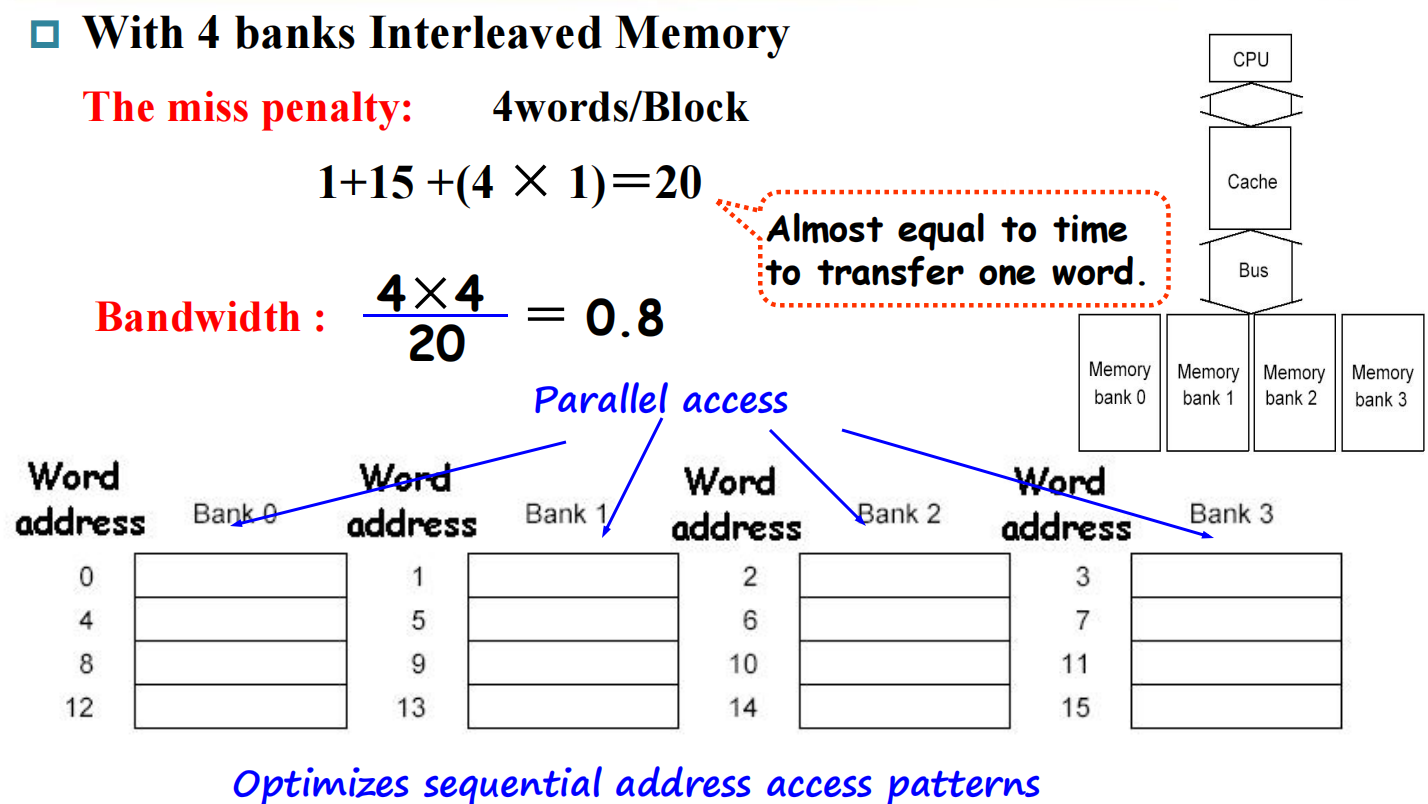 With 4 banks Interleaved Memory
The miss penalty: 4words/Block
1+15 +(4 × 1)=20
Almost equal to time
to transfer one word.
Bandwidth : 4×4
20
= 0.8
CPU
Cache
Bus
Memory bank 0
Memory bank 1
Memory bank 2
Memory bank 3
Parallel access
Word address Bank 0
0
4
8
12
Word address Bank 1
1
5
9
13
Word address Bank 2
2
6
10
14
Word address Bank 3
3
7
11
15
Optimizes sequential address access patterns